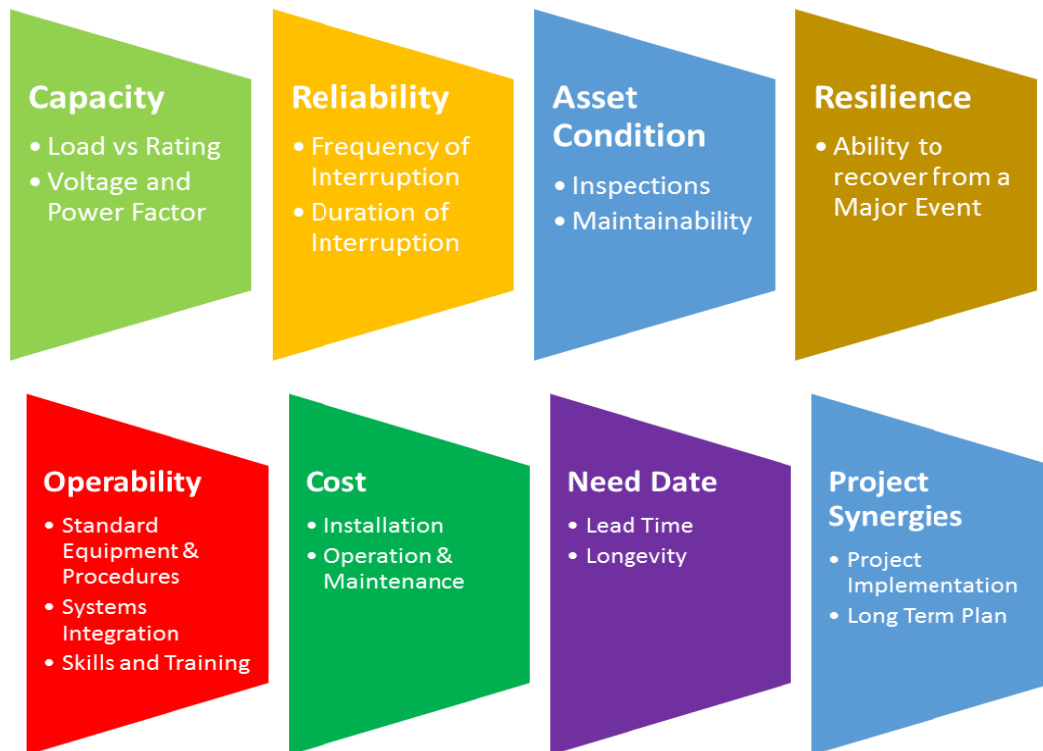 Capacity
• Load vs Rating
• Voltage and
Power Factor
Reliability
• Frequency of
Interruption
• Duration of
Interruption
Asset
Condition
• Inspections
• Maintainability
Resilience
• Ability to
recover from a
Major Event
Operability
• Standard
Equipment &
Procedures
• Systems
Integration
• Skills and Training
Cost
• Installation
• Operation &
Maintenance
Need Date
• Lead Time
• Longevity
Project
Synergies
• Project
Implementation
• Long Term Plan